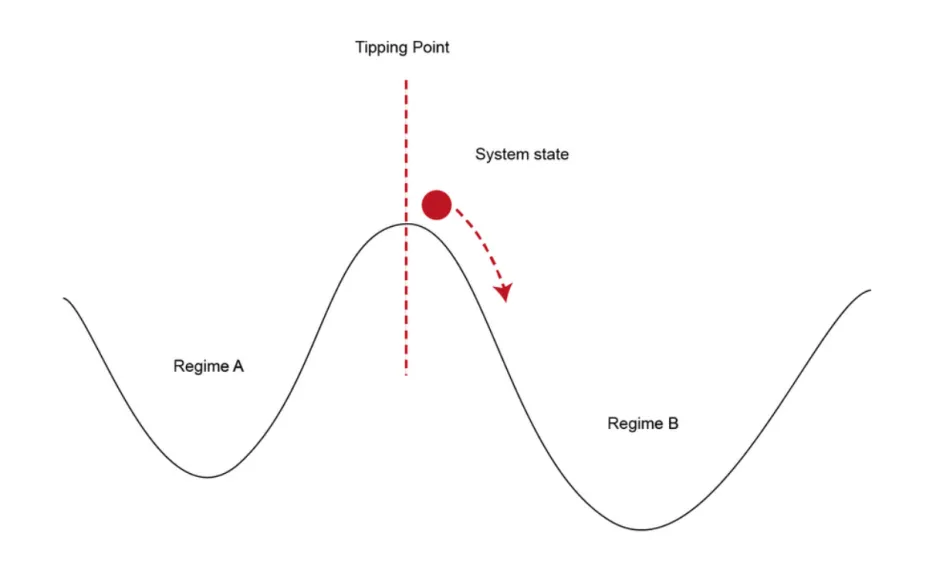 Tipping Point
System state
Regime A
Regime B